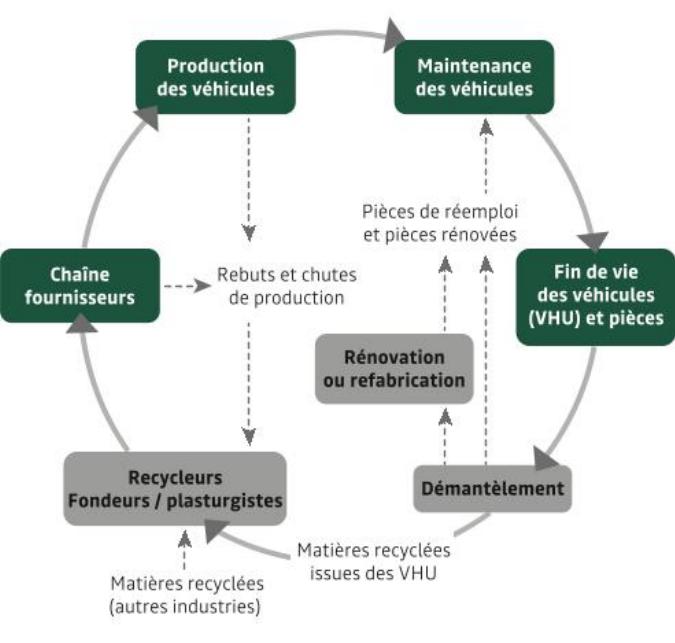 Production
des véhicules
Maintenance
des véhicules
Pièces de réemploi
et pièces rénovées
Chaîne
fournisseurs
Rebuts et chutes
de production
Fin de vie
des véhicules
(VHU) et pièces
Rénovation
ou refabrication
Recycleurs
Fondeurs / plasturgistes
Démantèlement
Matières recyclées
issues des VHU
Matières recyclées
(autres industries)